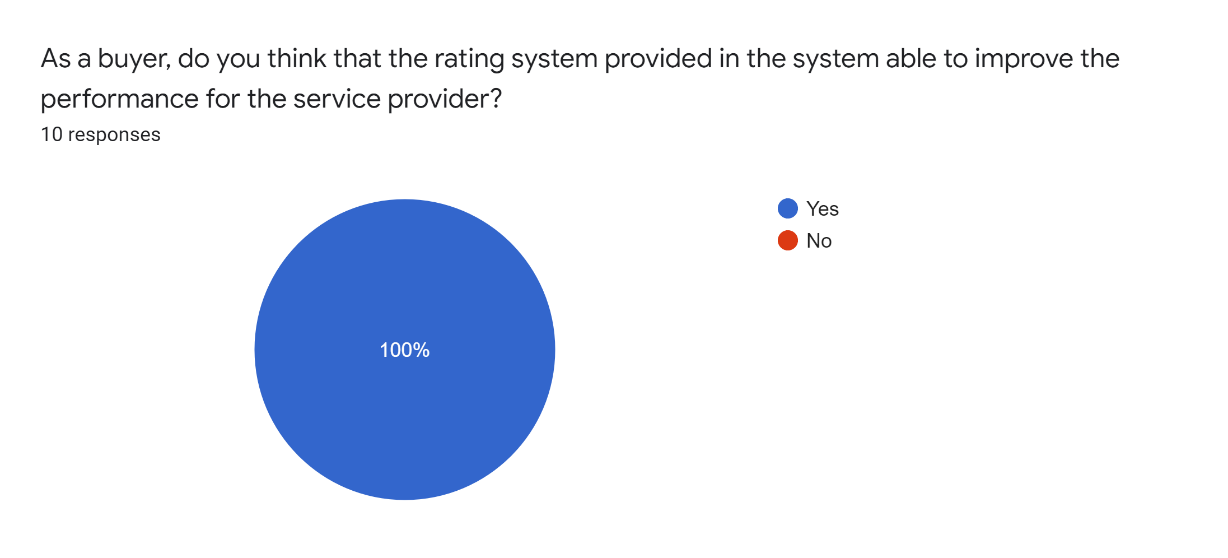 As a buyer, do you think that the rating system provided in the system able to improve the
performance for the service provider?
10 responses
Yes
No
100%